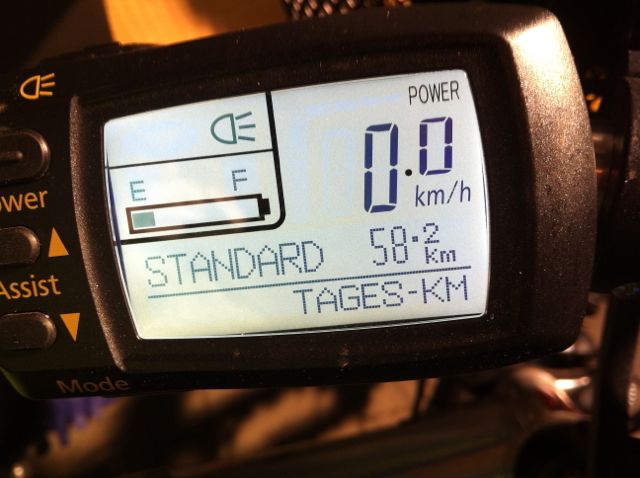 POWER
0.0
km/h
E F
STANDARD 58.2 km
TAGES-KM
ower
Assist
Mode